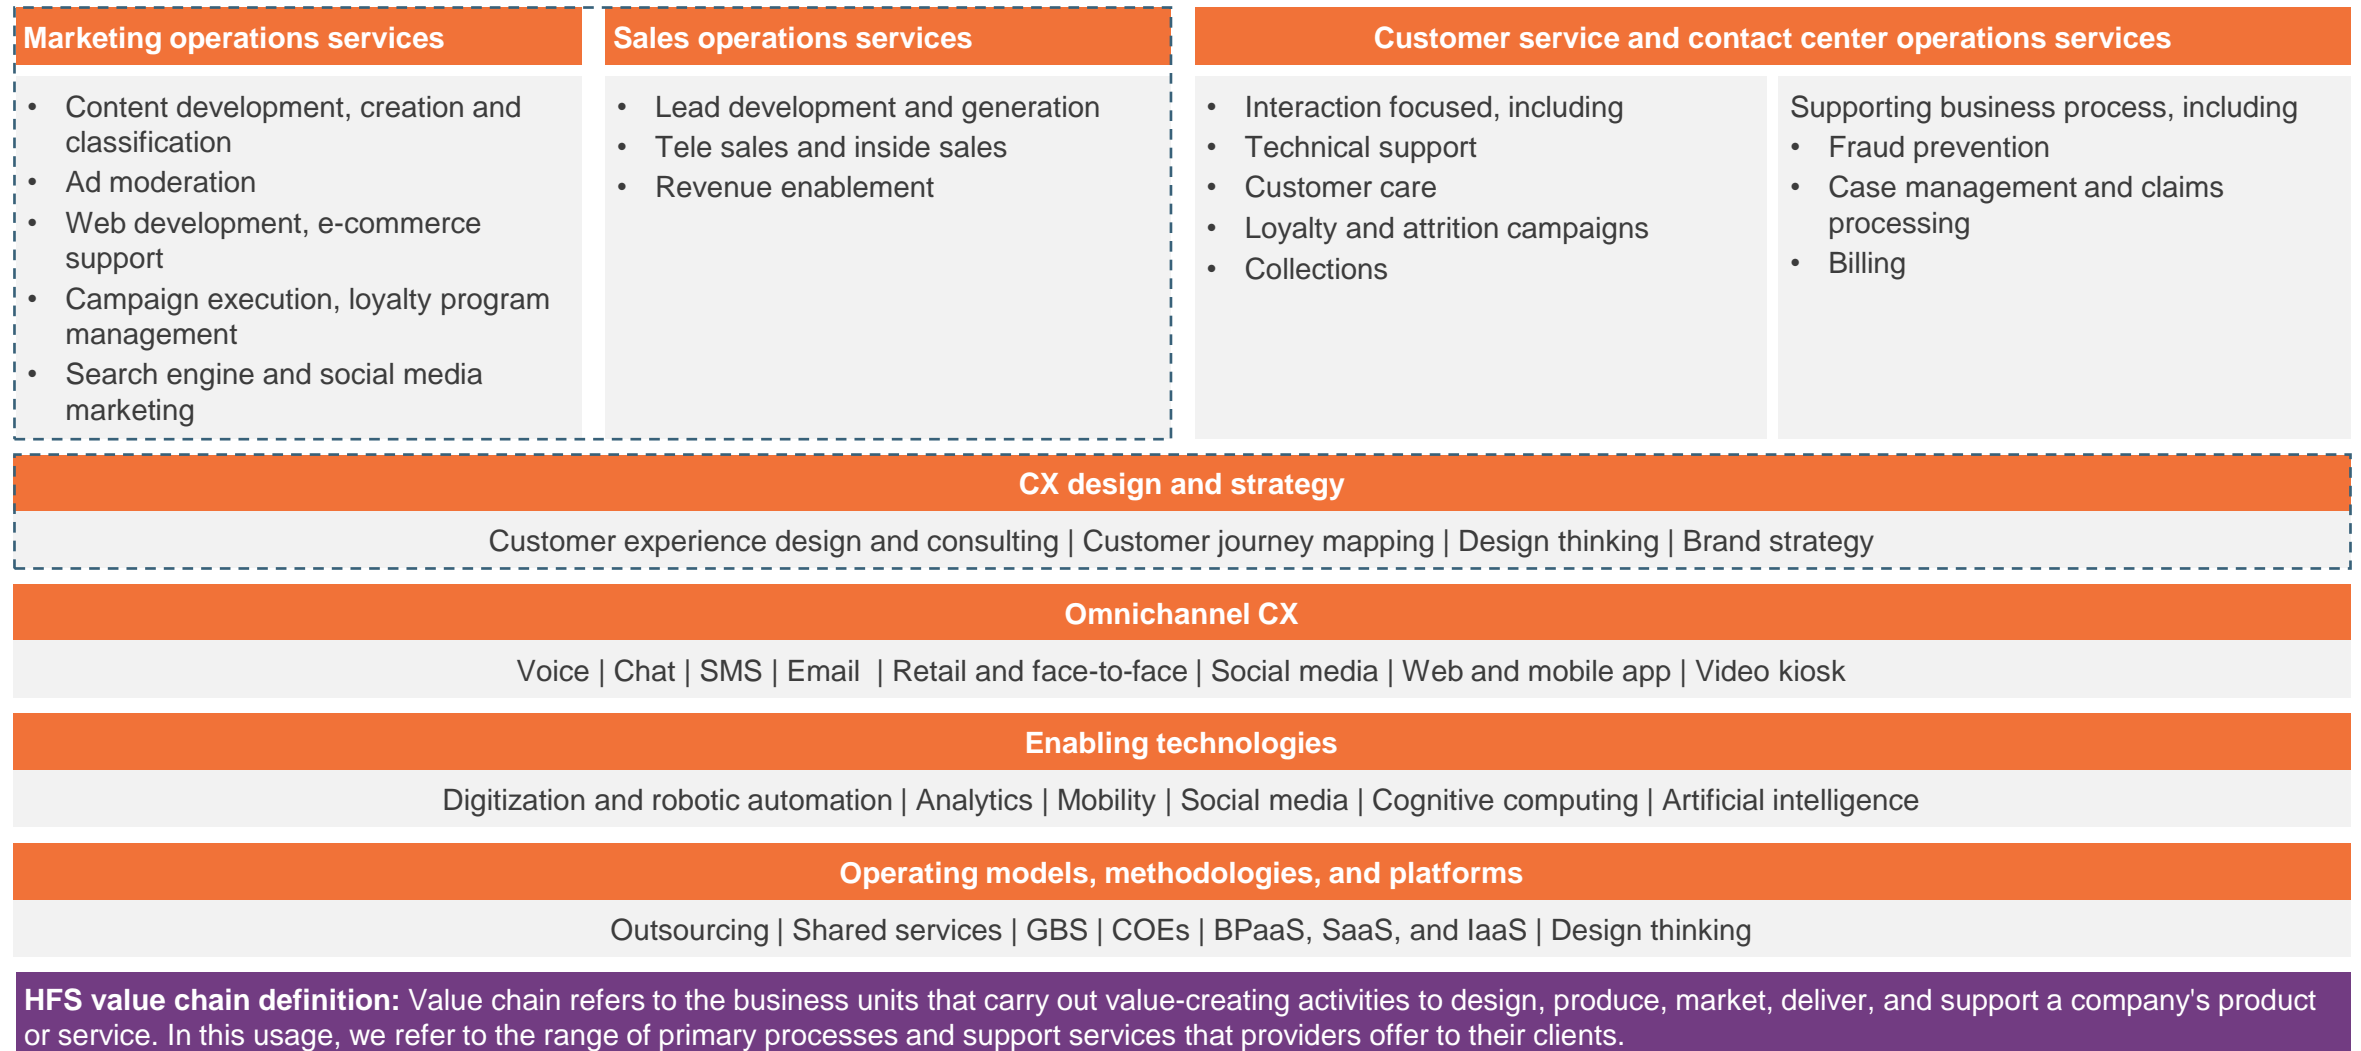 Marketing operations services
• Content development, creation and
classification
• Ad moderation
• Web development, e-commerce
support
• Campaign execution, loyalty program
management
• Search engine and social media
marketing
Sales operations services
• Lead development and generation
• Tele sales and inside sales
• Revenue enablement
Customer service and contact center operations services
• Interaction focused, including
• Technical support
• Customer care
• Loyalty and attrition campaigns
• Collections
Supporting business process, including
• Fraud prevention
• Case management and claims
processing
• Billing
CX design and strategy
Customer experience design and consulting | Customer journey mapping | Design thinking | Brand strategy
Omnichannel CX
Voice | Chat | SMS | Email | Retail and face-to-face | Social media | Web and mobile app | Video kiosk
Enabling technologies
Digitization and robotic automation | Analytics | Mobility | Social media | Cognitive computing | Artificial intelligence
Operating models, methodologies, and platforms
Outsourcing | Shared services | GBS | COEs | BPaaS, SaaS, and IaaS | Design thinking
HFS value chain definition: Value chain refers to the business units that carry out value-creating activities to design, produce, market, deliver, and support a company's product
or service. In this usage, we refer to the range of primary processes and support services that providers offer to their clients.